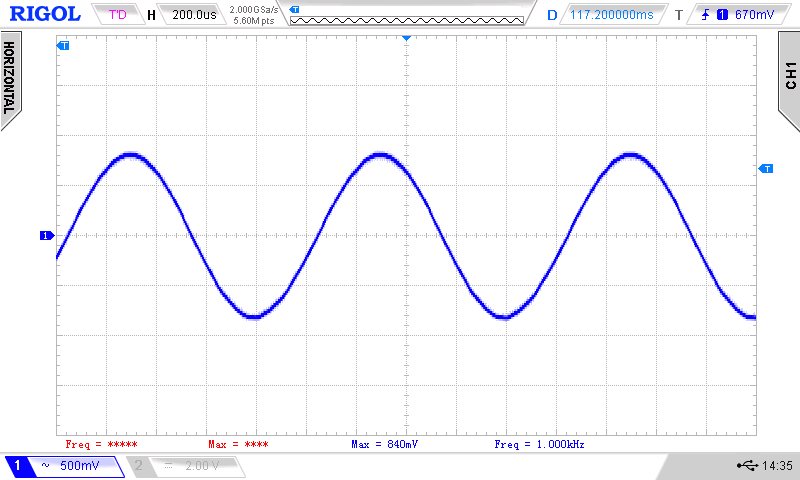 RIGOL T'D H 200.0us 2.000GSa/s D 117.200000ms T 1 670mV
5.60M pts
T
HORIZONTAL
CH1
T
T
1
Freq = ***** Max = **** Max = 840mV Freq = 1.000kHz
1 ~ 500mV 2 2.00 V 14:35